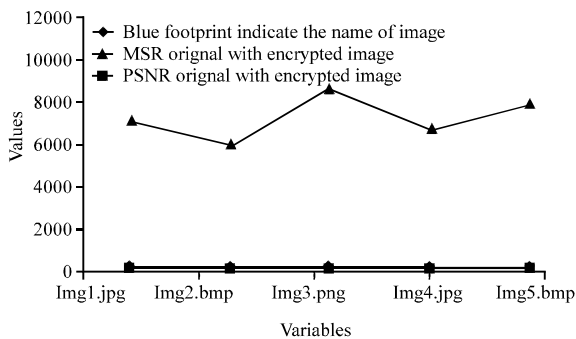 12000
10000
8000
6000
4000
2000
0
Values
Blue footprint indicate the name of image
MSR orignal with encrypted image
PSNR orignal with encrypted image
Img1.jpg Img2.bmp Img3.png Img4.jpg Img5.bmp
Variables